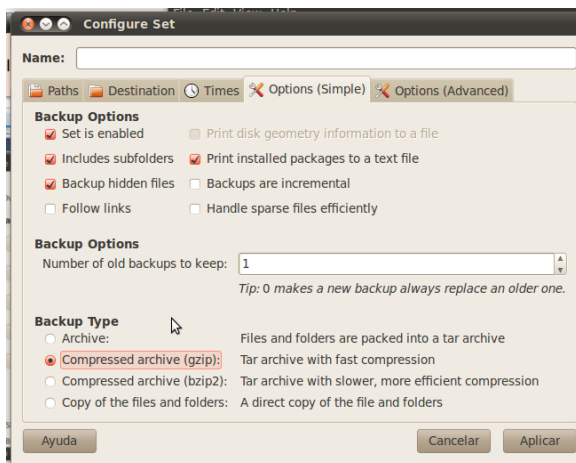 File Edit View Help
Configure Set
Name:
Paths Destination Times Options (Simple) Options (Advanced)
Backup Options
Set is enabled Print disk geometry information to a file
Includes subfolders Print installed packages to a text file
Backup hidden files Backups are incremental
Follow links Handle sparse files efficiently
Backup Options
Number of old backups to keep: 1
Tip: 0 makes a new backup always replace an older one.
Backup Type
Archive: Files and folders are packed into a tar archive
Compressed archive (gzip): Tar archive with fast compression
Compressed archive (bzip2): Tar archive with slower, more efficient compression
Copy of the files and folders: A direct copy of the file and folders
Ayuda Cancelar Aplicar